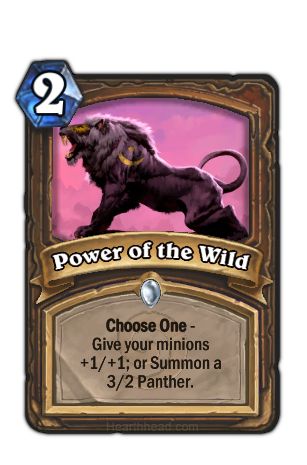 2
Power of the Wild
Choose One -
Give your minions
+1/+1; or Summon a
3/2 Panther.
Hearthhead.com